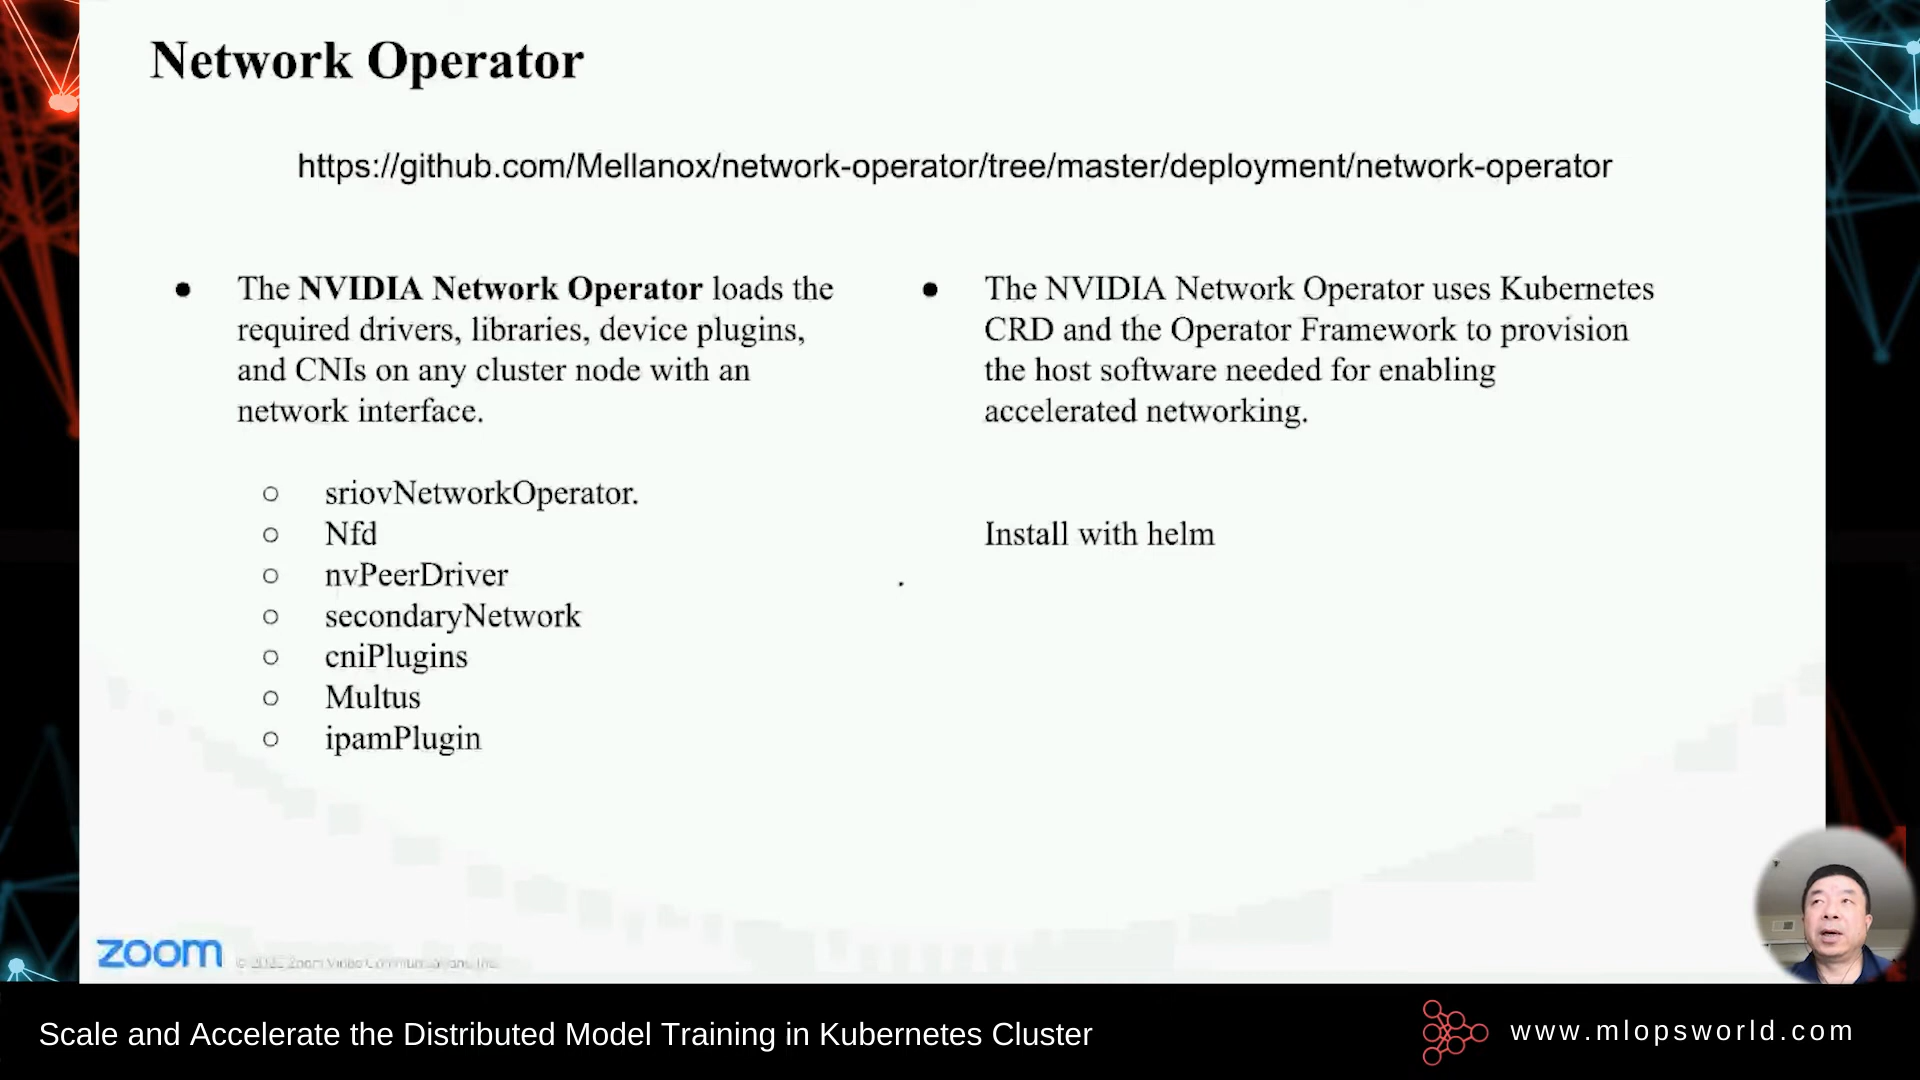 Network Operator
https://github.com/Mellanox/network-operator/tree/master/deployment/network-operator
● The NVIDIA Network Operator loads the
required drivers, libraries, device plugins,
and CNIs on any cluster node with an
network interface.
○ sriovNetworkOperator.
○ Nfd
○ nvPeerDriver
○ secondaryNetwork
○ cniPlugins
○ Multus
○ ipamPlugin
● The NVIDIA Network Operator uses Kubernetes
CRD and the Operator Framework to provision
the host software needed for enabling
accelerated networking.
Install with helm
.
zoom
Zoom Video Communications, Inc.
Scale and Accelerate the Distributed Model Training in Kubernetes Cluster
www.mlopsworld.com